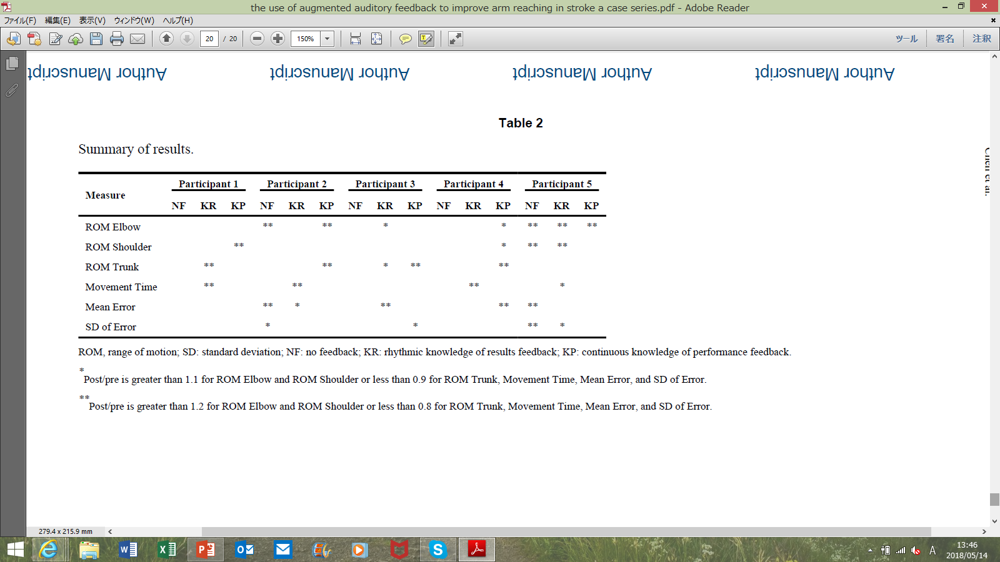 the use of augmented auditory feedback to improve arm reaching in stroke a case series.pdf - Adobe Reader
ファイル(F) 編集(E) 表示(V) ウィンドウ(W) ヘルプ(H)
20 / 20 150% ツール 署名 注釈
Author Manuscript Author Manuscript Author Manuscript Author Manuscript
Table 2
Summary of results.
Chen et al.
Participant 1 Participant 2 Participant 3 Participant 4 Participant 5
Measure
NF KR KP NF KR KP NF KR KP NF KR KP NF KR KP
ROM Elbow ** ** * * ** ** **
ROM Shoulder ** * ** **
ROM Trunk ** ** * ** **
Movement Time ** ** ** *
Mean Error ** * ** ** **
SD of Error * * ** *
ROM, range of motion; SD: standard deviation; NF: no feedback; KR: rhythmic knowledge of results feedback; KP: continuous knowledge of performance feedback.
* Post/pre is greater than 1.1 for ROM Elbow and ROM Shoulder or less than 0.9 for ROM Trunk, Movement Time, Mean Error, and SD of Error.
** Post/pre is greater than 1.2 for ROM Elbow and ROM Shoulder or less than 0.8 for ROM Trunk, Movement Time, Mean Error, and SD of Error.
279.4 x 215.9 mm
A 13:46
2018/05/14